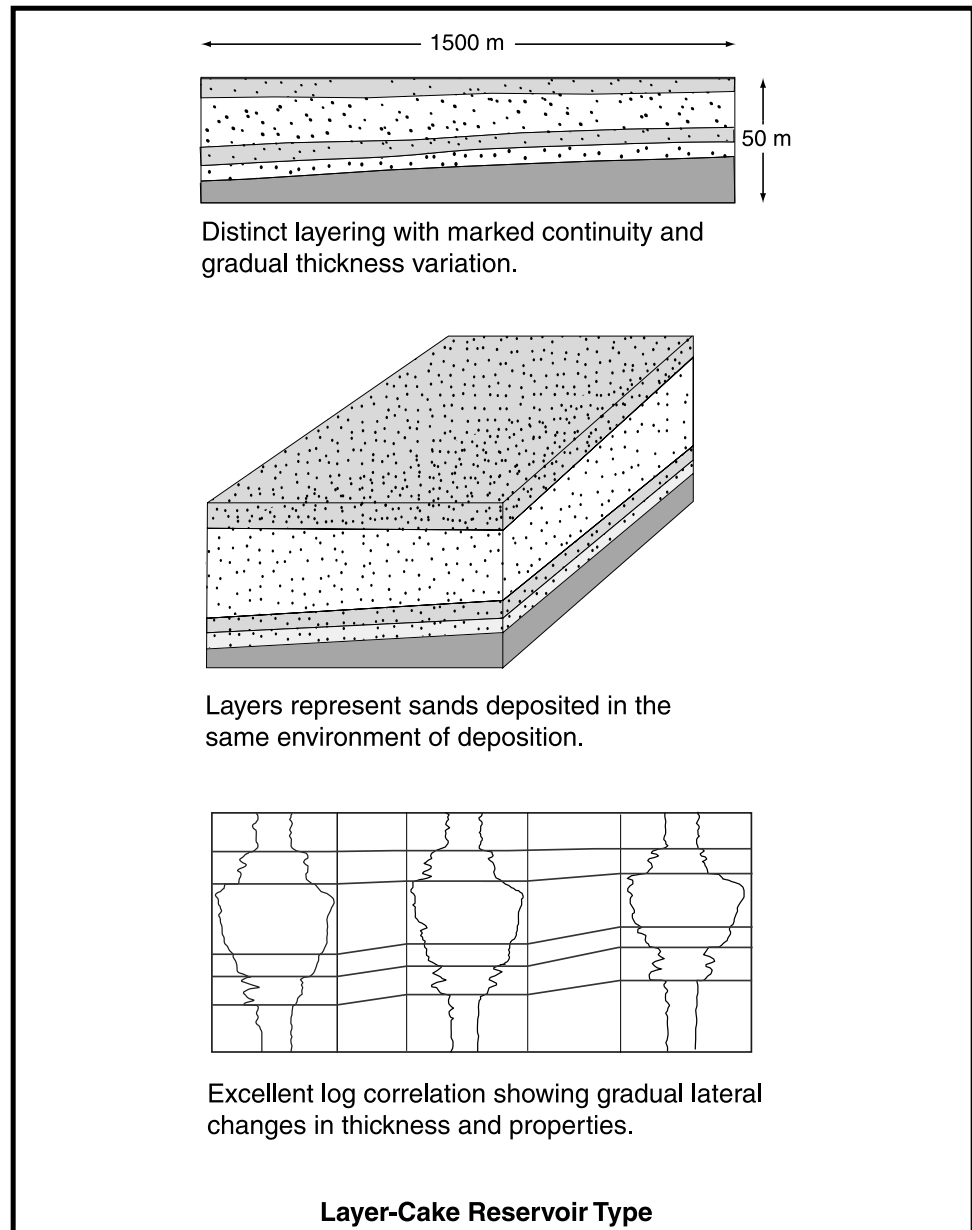 1500 m
50 m
Distinct layering with marked continuity and
gradual thickness variation.
Layers represent sands deposited in the
same environment of deposition.
Excellent log correlation showing gradual lateral
changes in thickness and properties.
Layer-Cake Reservoir Type